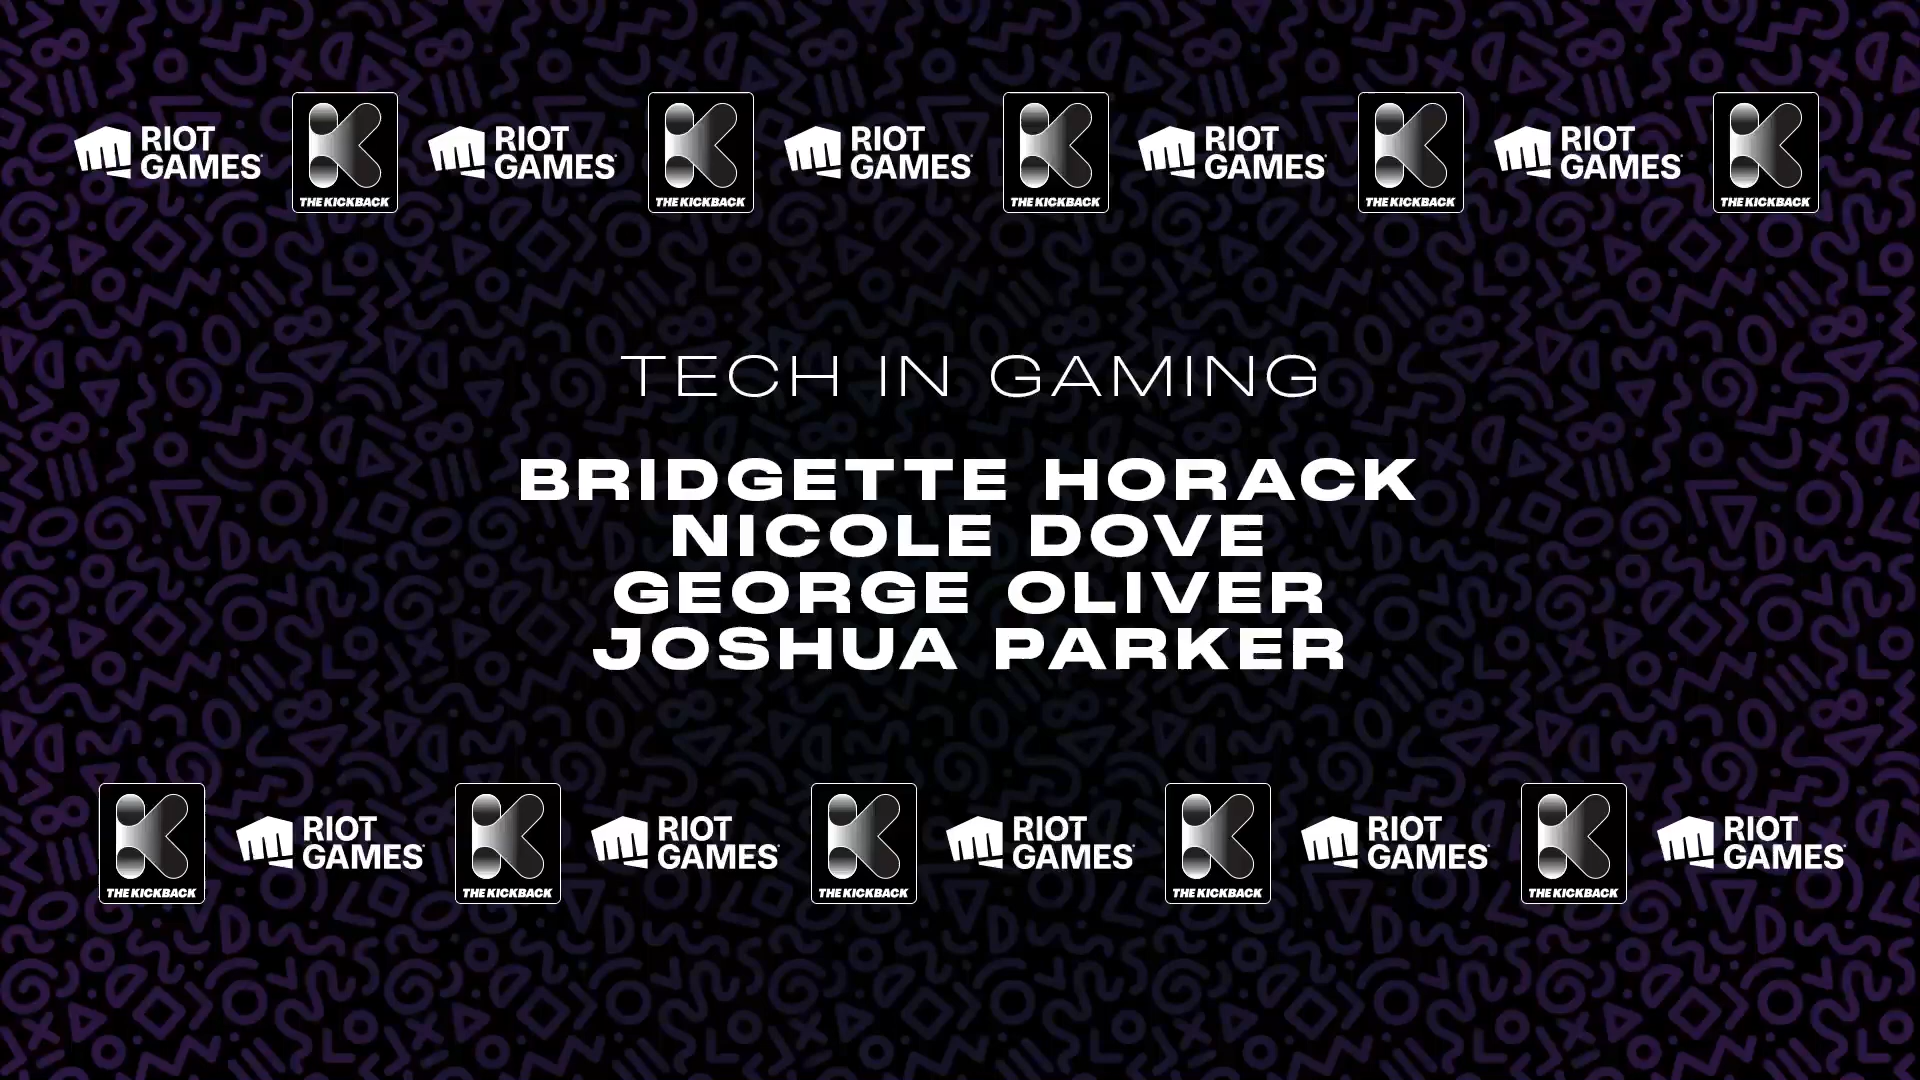 RIOT GAMES THE KICKBACK RIOT GAMES THE KICKBACK RIOT GAMES THE KICKBACK RIOT GAMES THE KICKBACK RIOT GAMES THE KICKBACK
TECH IN GAMING
BRIDGETTE HORACK
NICOLE DOVE
GEORGE OLIVER
JOSHUA PARKER
THE KICKBACK RIOT GAMES THE KICKBACK RIOT GAMES THE KICKBACK RIOT GAMES THE KICKBACK RIOT GAMES THE KICKBACK RIOT GAMES